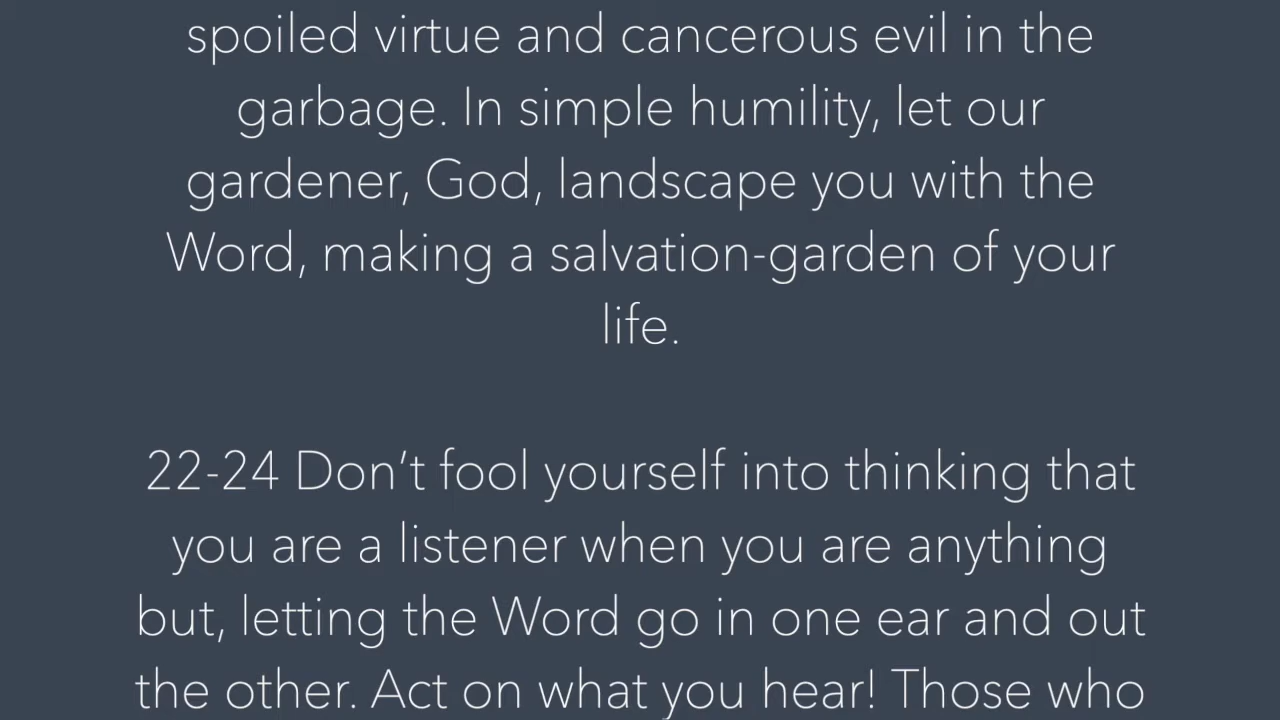 spoiled virtue and cancerous evil in the
garbage. In simple humility, let our
gardener, God, landscape you with the
Word, making a salvation-garden of your
life.
22-24 Don’t fool yourself into thinking that
you are a listener when you are anything
but, letting the Word go in one ear and out
the other. Act on what you hear! Those who